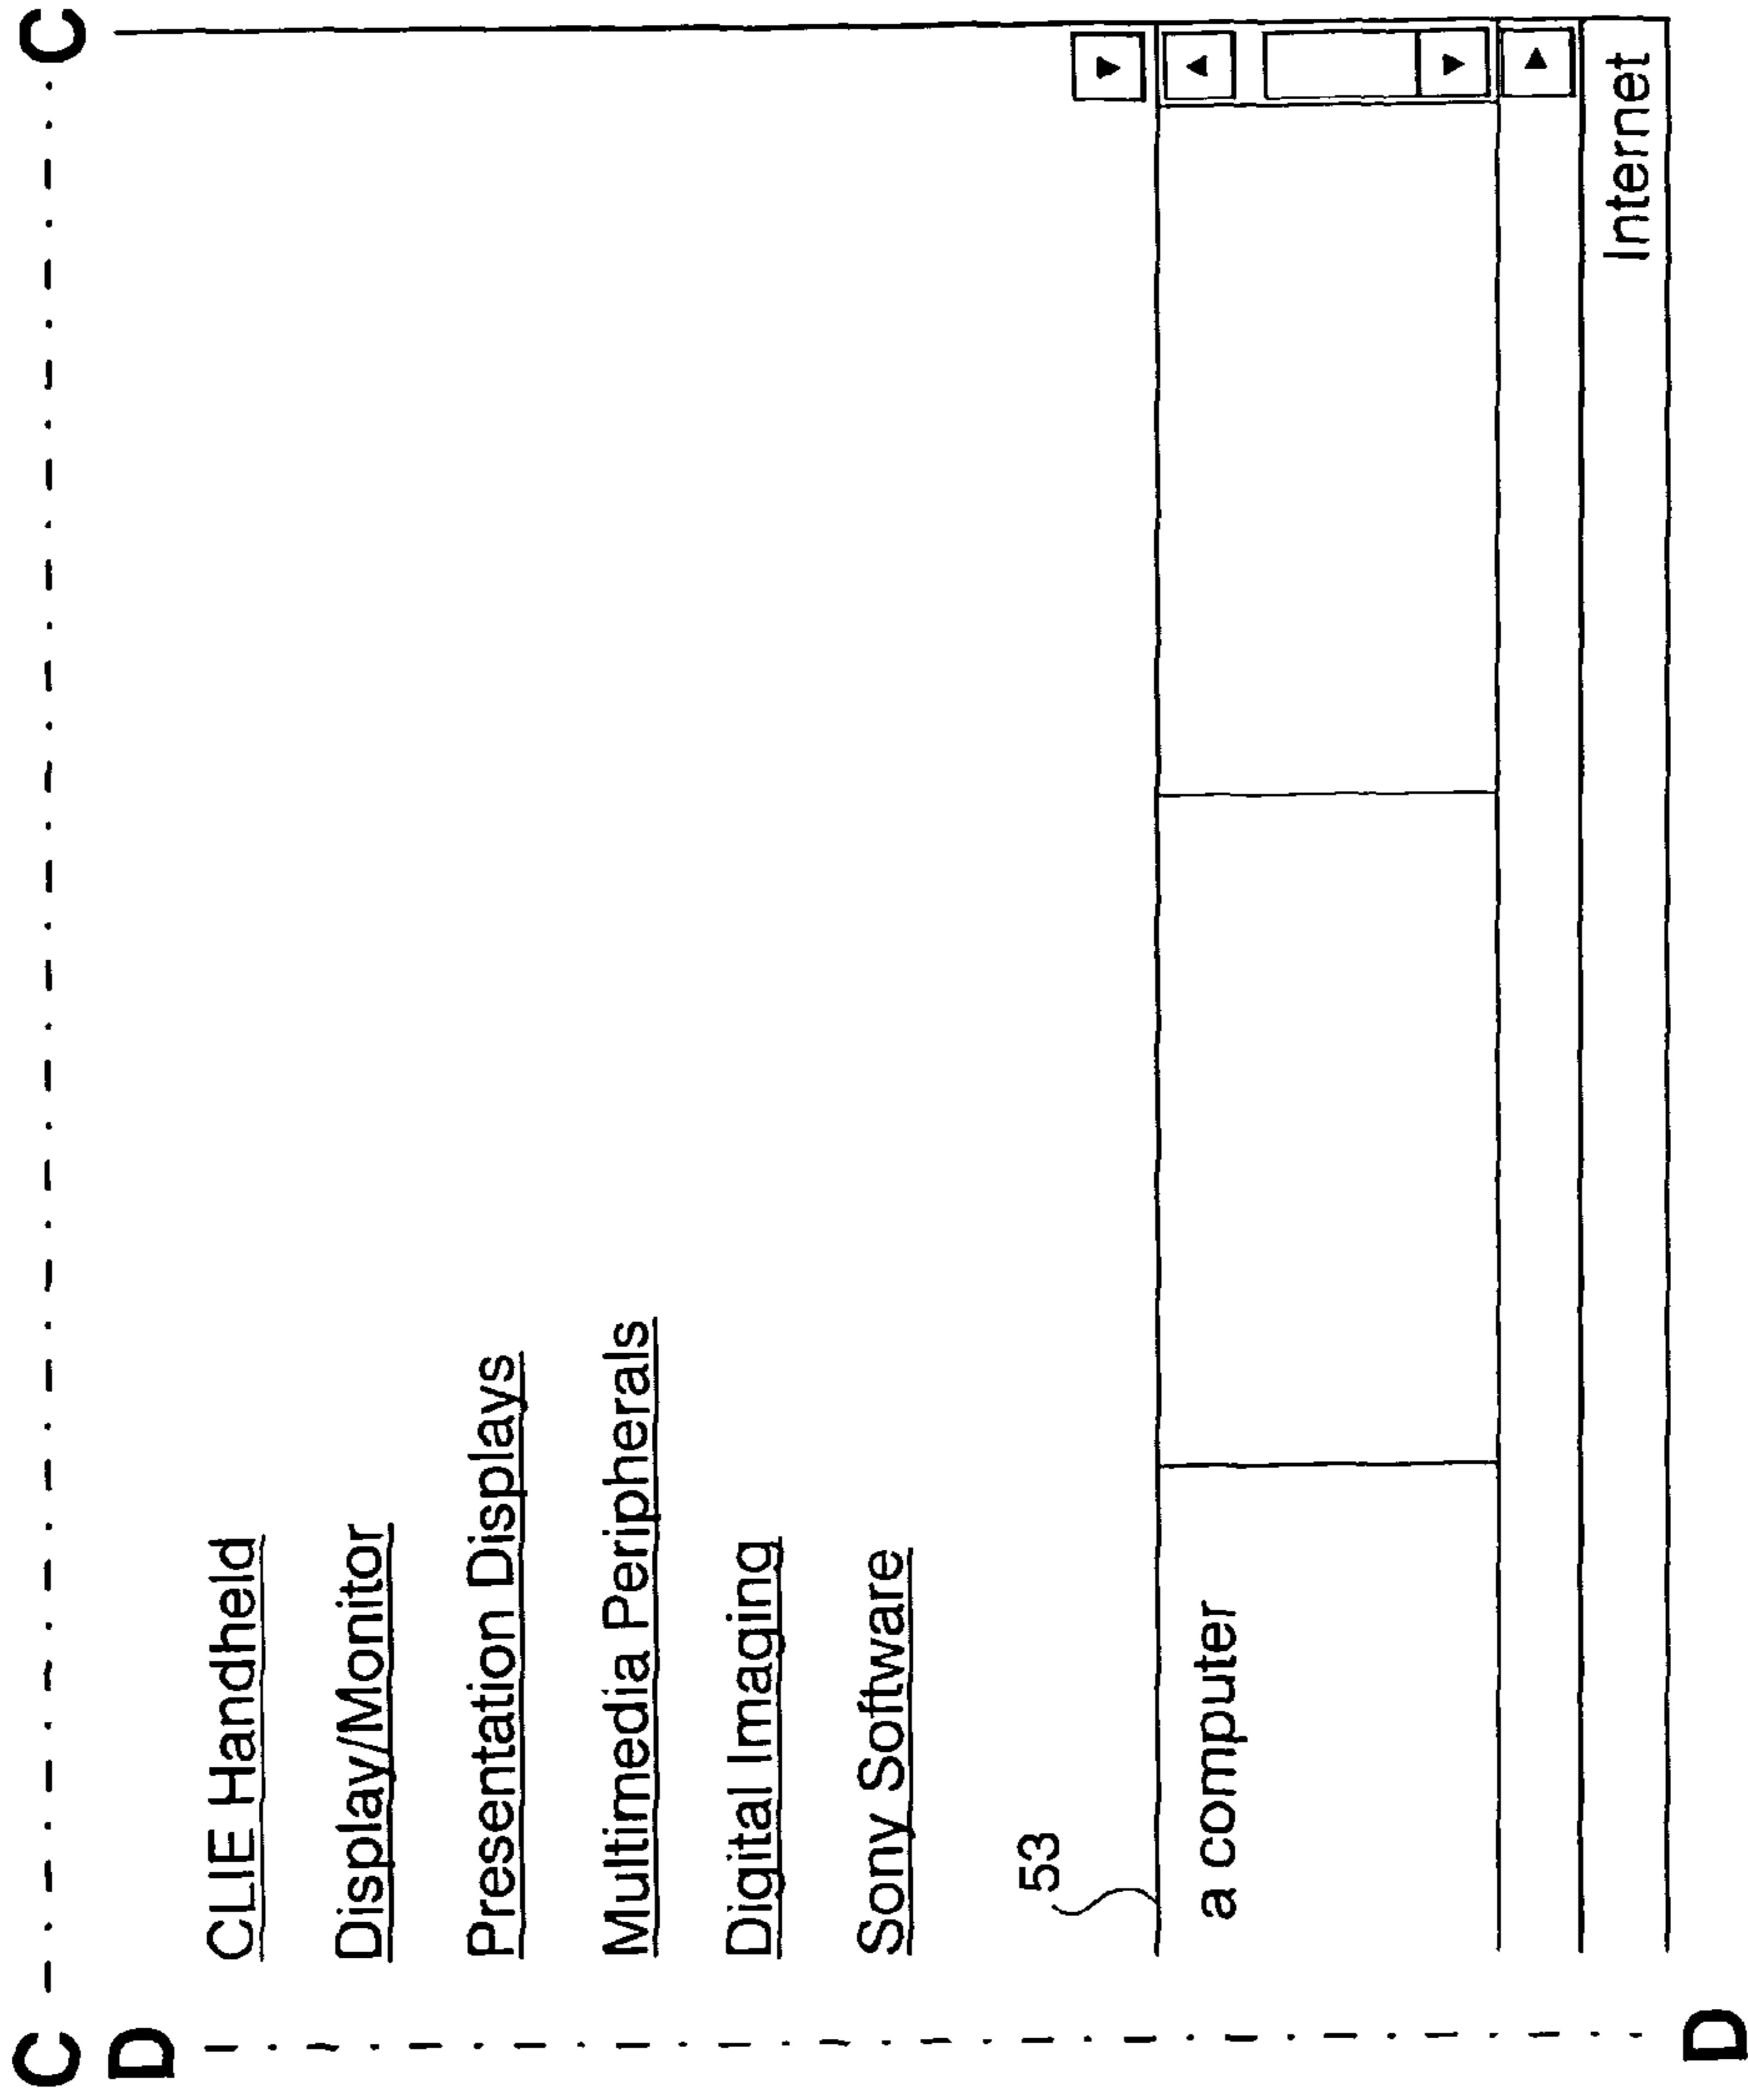 C C
D
CLIE Handheld
Display/Monitor
Presentation Displays
Multimedia Peripherals
Digital Imaging
Sony Software
53
a computer
Internet
D